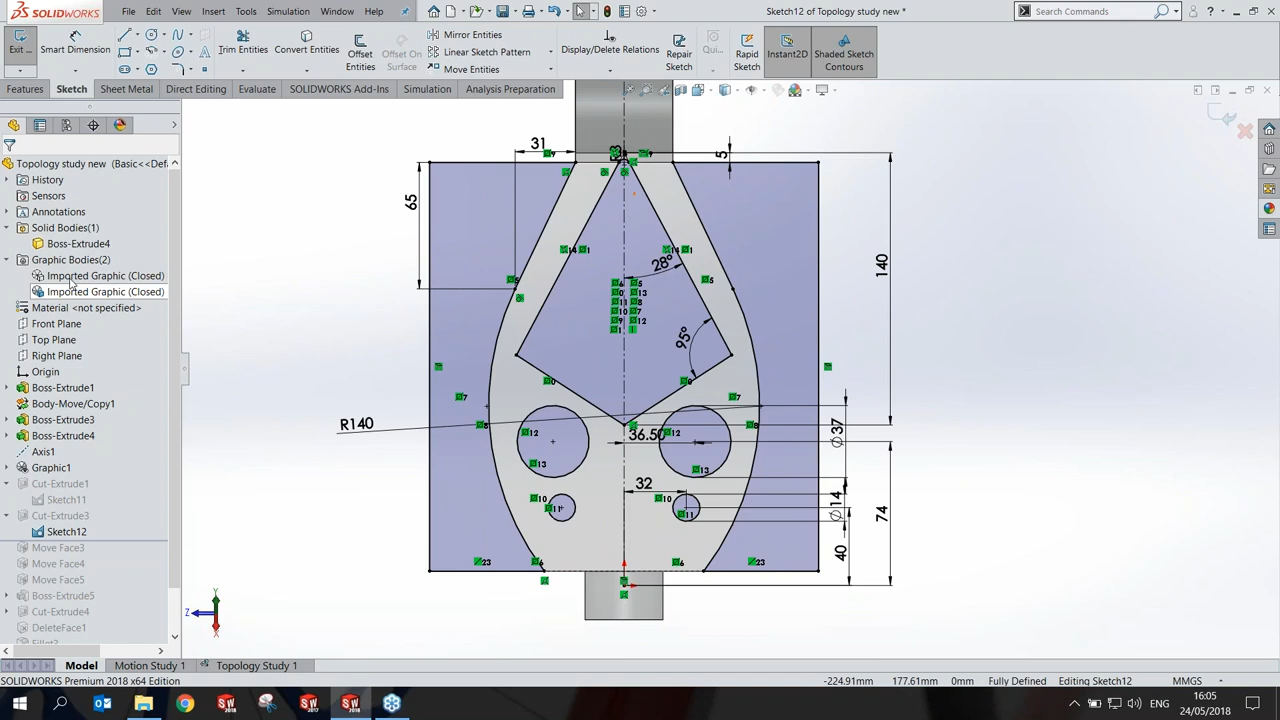 SOLIDWORKS File Edit View Insert Tools Simulation Window Help Sketch12 of Topology study new * Search Commands
Exit ... Smart Dimension Trim Entities Convert Entities Offset Entities Offset On Surface Mirror Entities Linear Sketch Pattern Move Entities Display/Delete Relations Repair Sketch Qui... Rapid Sketch Instant2D Shaded Sketch Contours
Features Sketch Sheet Metal Direct Editing Evaluate SOLIDWORKS Add-Ins Simulation Analysis Preparation
Topology study new (Basic<<Def
History
Sensors
Annotations
Solid Bodies(1)
Boss-Extrude4
Graphic Bodies(2)
Imported Graphic (Closed)
Imported Graphic (Closed)
Material <not specified>
Front Plane
Top Plane
Right Plane
Origin
Boss-Extrude1
Body-Move/Copy1
Boss-Extrude3
Boss-Extrude4
Axis1
Graphic1
Cut-Extrude1
Sketch11
Cut-Extrude3
Sketch12
Move Face3
Move Face4
Move Face5
Boss-Extrude5
Cut-Extrude4
DeleteFace1
31
5
65
28°
140
95°
R140
36.50
Ø37
32
Ø14
74
40
Y
Z
X
Model Motion Study 1 Topology Study 1
SOLIDWORKS Premium 2018 x64 Edition -224.91mm 177.61mm 0mm Fully Defined Editing Sketch12 MMGS
ENG 16:05
24/05/2018